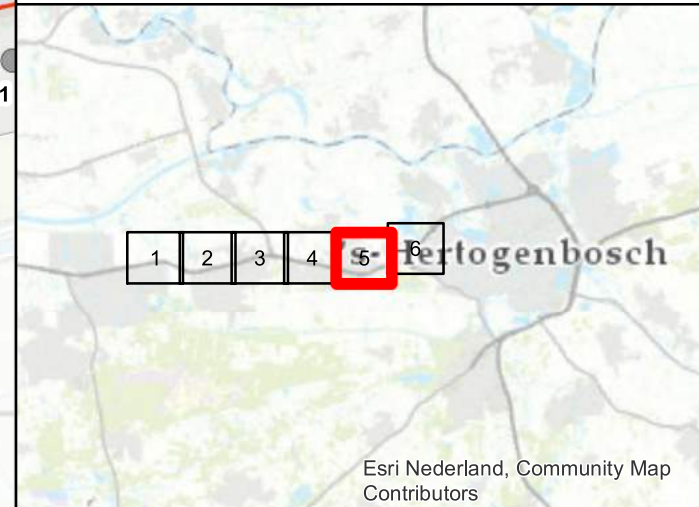 1
1 2 3 4 5 6
's-Hertogenbosch
Esri Nederland, Community Map
Contributors